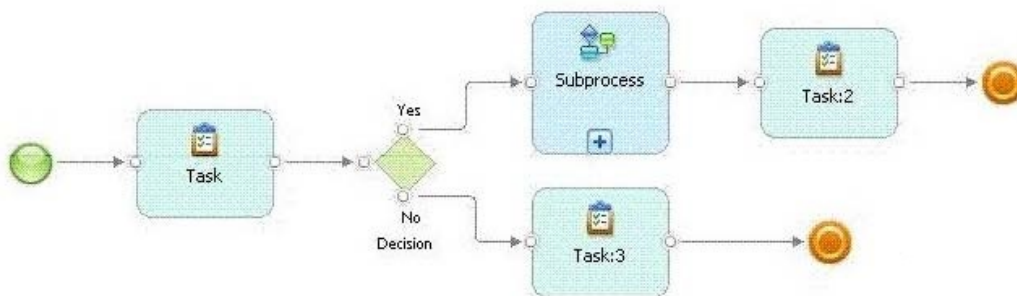 Task
Yes
No
Decision
Subprocess
Task:2
Task:3